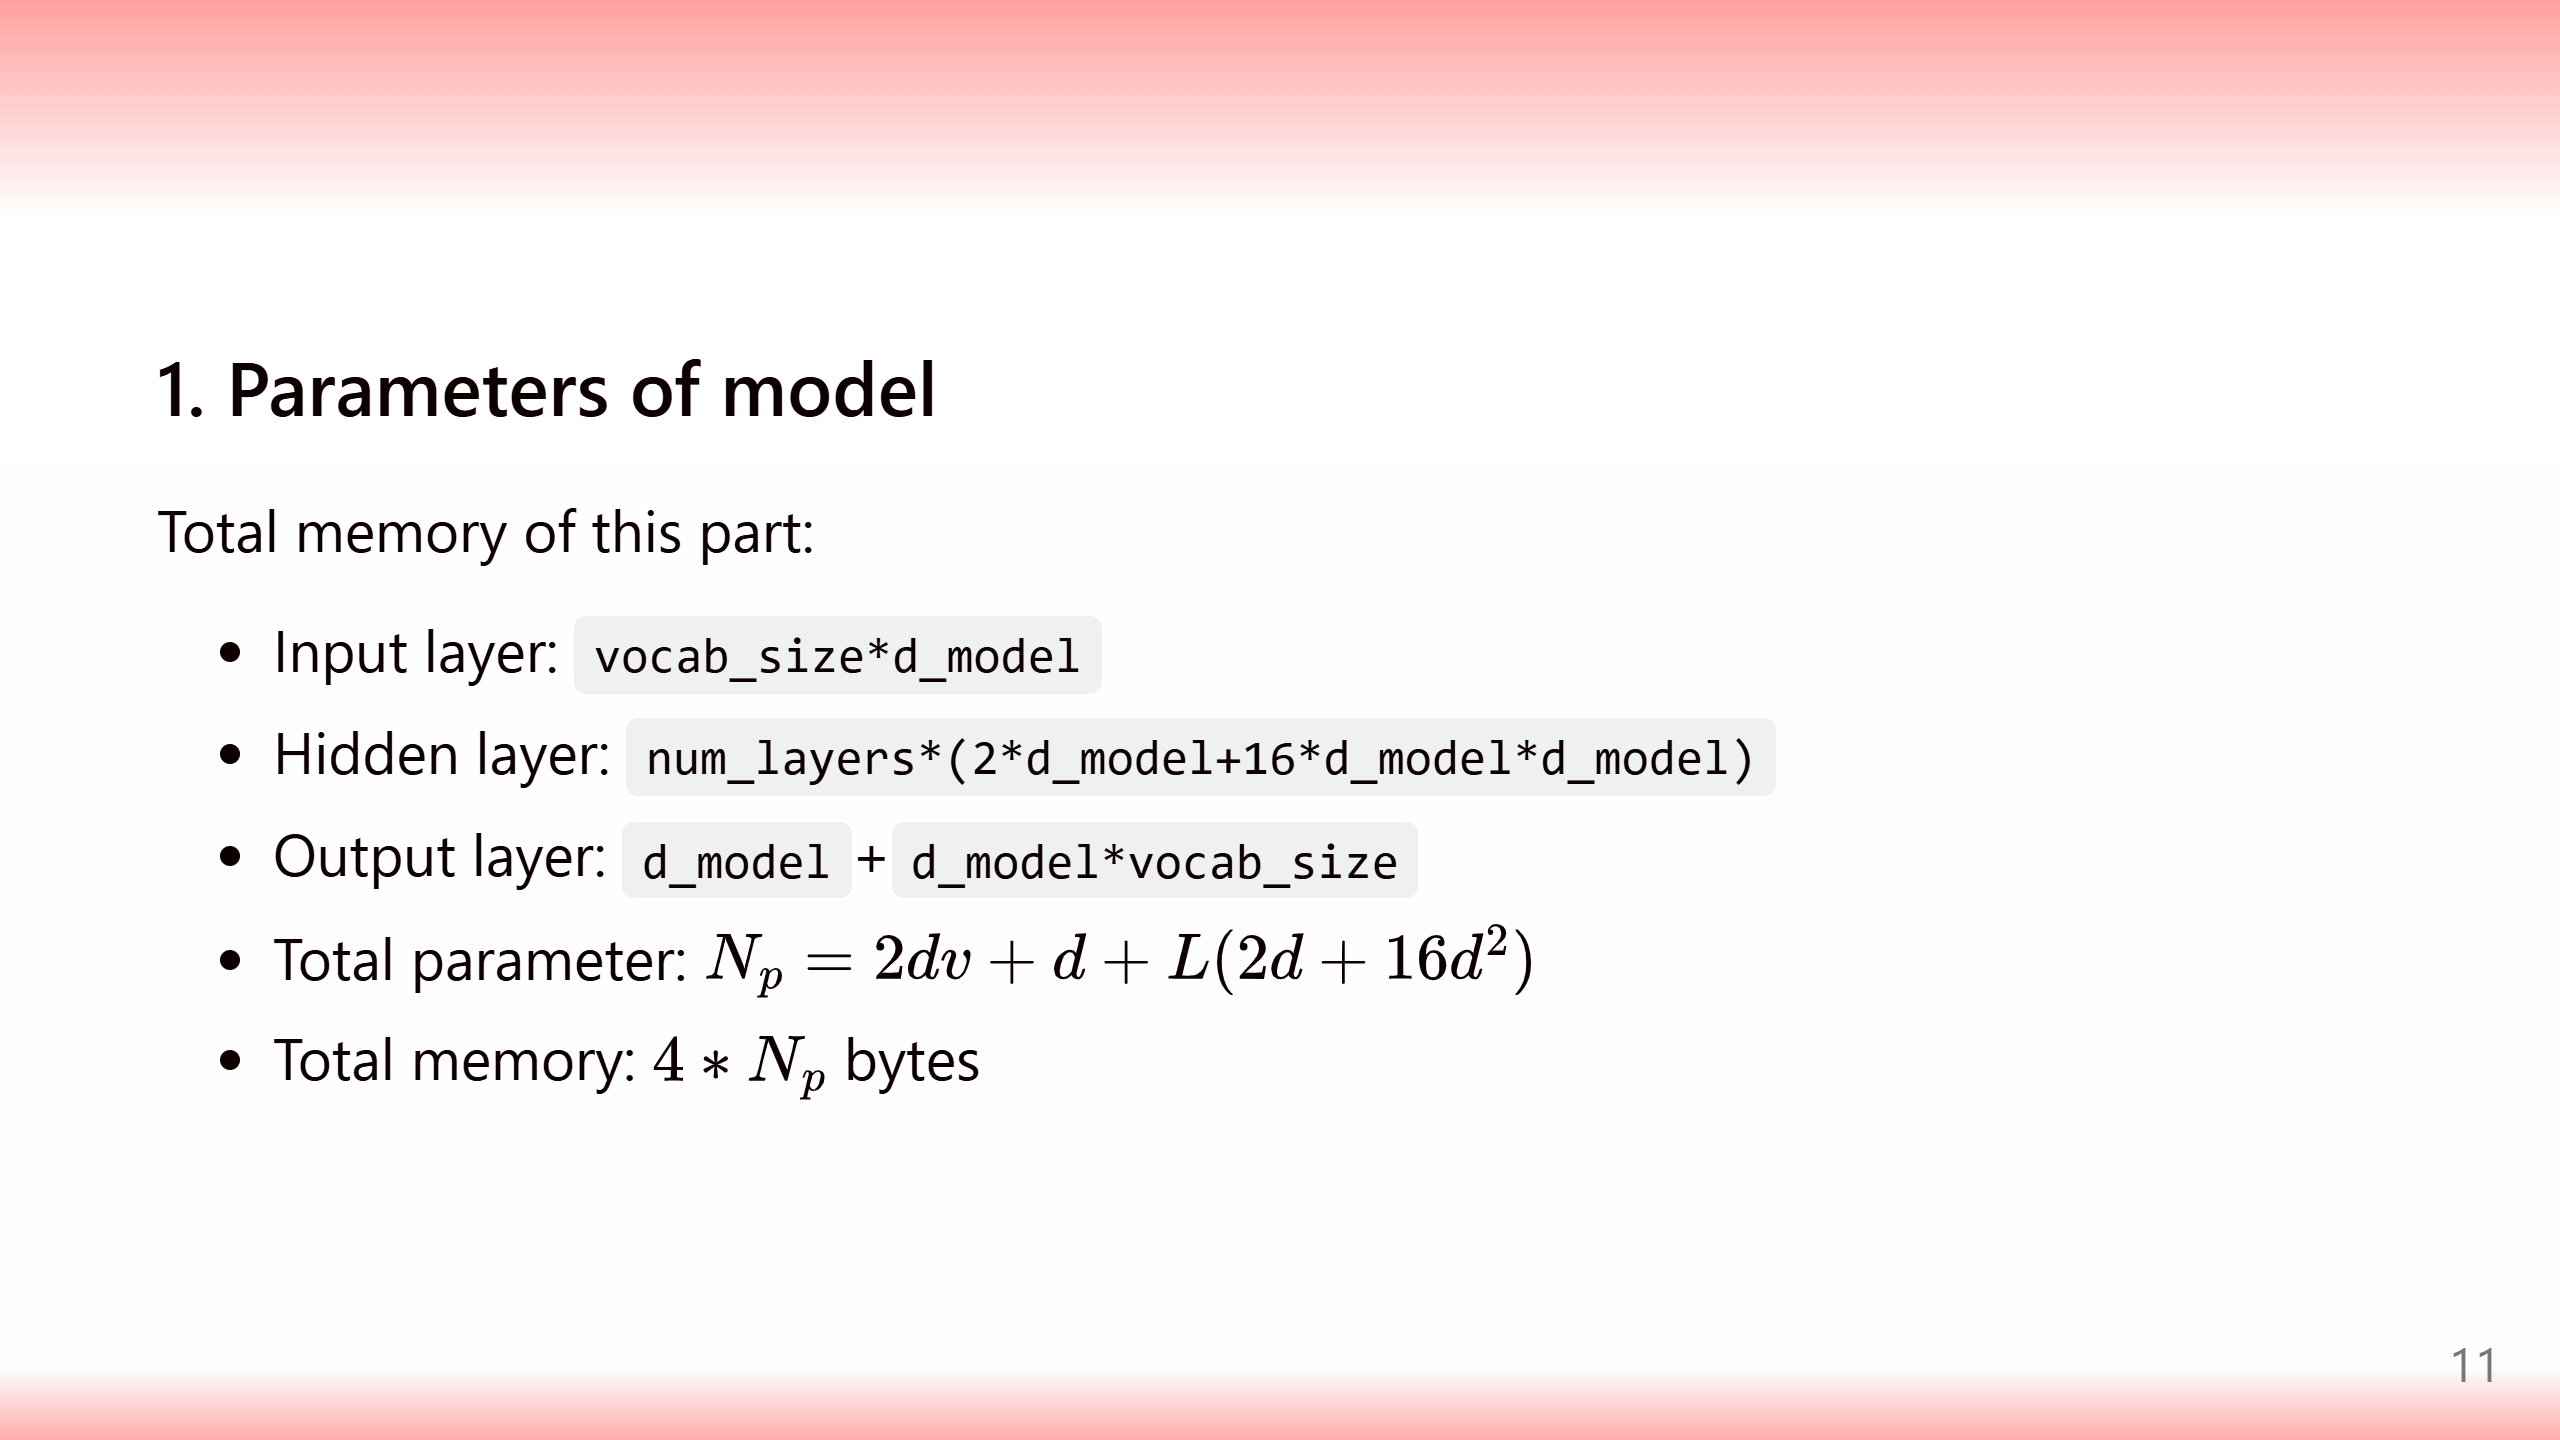 1. Parameters of model
Total memory of this part:
• Input layer: vocab_size*d_model
• Hidden layer: num_layers*(2*d_model+16*d_model*d_model)
• Output layer: d_model + d_model*vocab_size
• Total parameter: $N_p = 2dv + d + L(2d + 16d^2)$
• Total memory: $4 * N_p$ bytes
11